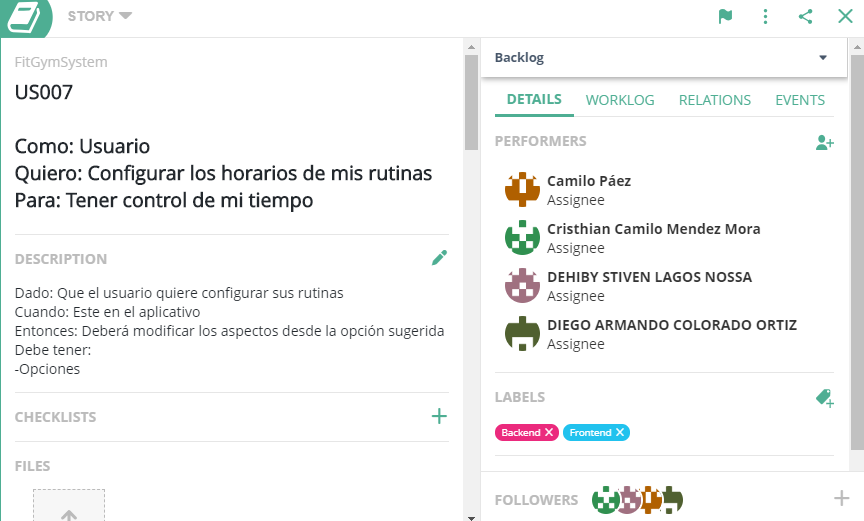 STORY
FitGymSystem
US007
Como: Usuario
Quiero: Configurar los horarios de mis rutinas
Para: Tener control de mi tiempo
DESCRIPTION
Dado: Que el usuario quiere configurar sus rutinas
Cuando: Este en el aplicativo
Entonces: Deberá modificar los aspectos desde la opción sugerida
Debe tener:
-Opciones
CHECKLISTS
FILES
Backlog
DETAILS WORKLOG RELATIONS EVENTS
PERFORMERS
Camilo Páez
Assignee
Cristhian Camilo Mendez Mora
Assignee
DEHIBY STIVEN LAGOS NOSSA
Assignee
DIEGO ARMANDO COLORADO ORTIZ
Assignee
LABELS
Backend Frontend
FOLLOWERS